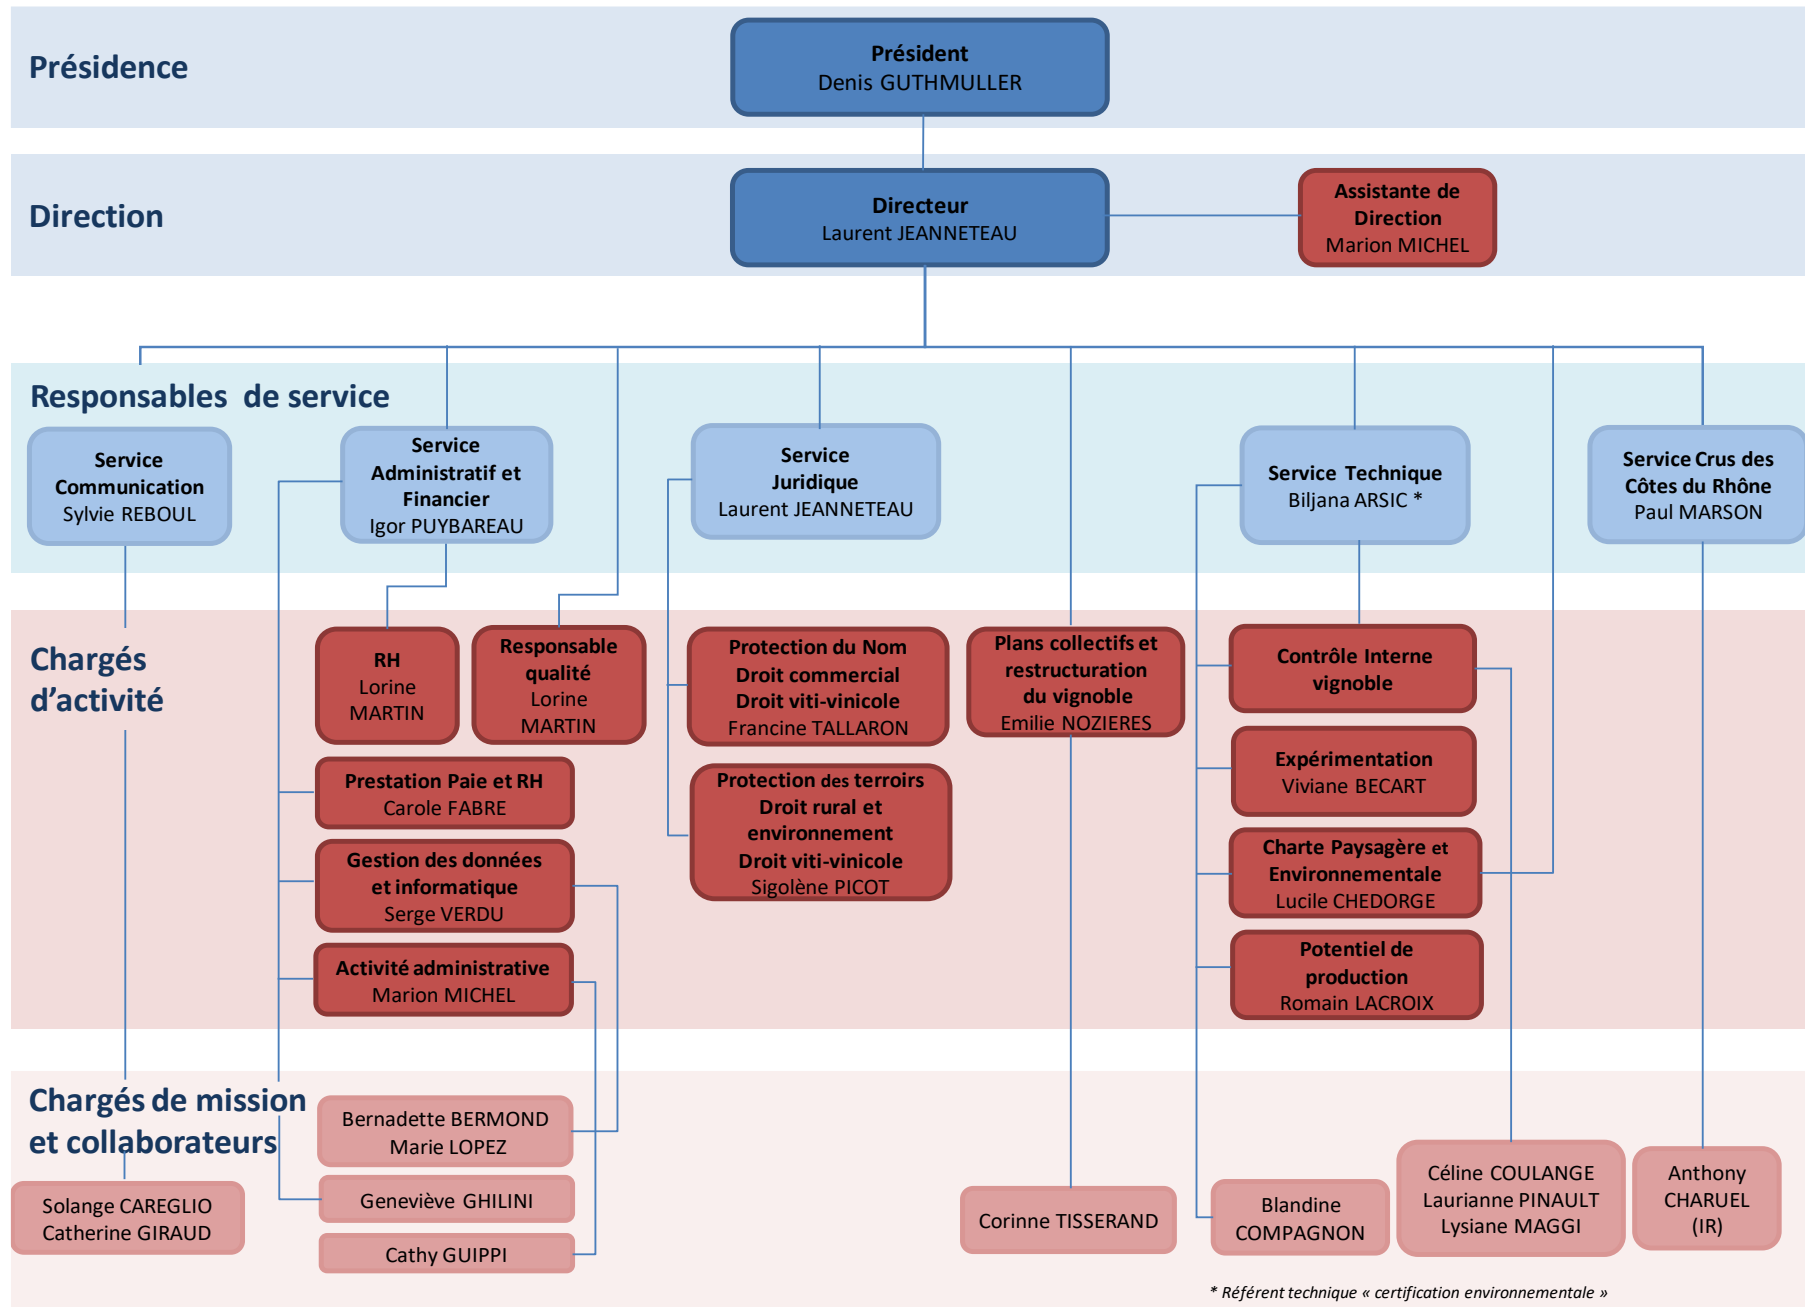 Présidence
Président
Denis GUTHMULLER
Direction
Directeur
Laurent JEANNETEAU
Assistante de
Direction
Marion MICHEL
Responsables de service
Service
Communication
Sylvie REBOUL
Service
Administratif et
Financier
Igor PUYBAREAU
Service
Juridique
Laurent JEANNETEAU
Service Technique
Biljana ARSIC *
Service Crus des
Côtes du Rhône
Paul MARSON
Chargés
d'activité
RH
Lorine
MARTIN
Responsable
qualité
Lorine
MARTIN
Prestation Paie et RH
Carole FABRE
Gestion des données
et informatique
Serge VERDU
Activité administrative
Marion MICHEL
Protection du Nom
Droit commercial
Droit viti-vinicole
Francine TALLARON
Protection des terroirs
Droit rural et
environnement
Droit viti-vinicole
Sigolène PICOT
Plans collectifs et
restructuration
du vignoble
Emilie NOZIERES
Contrôle Interne
vignoble
Expérimentation
Viviane BECART
Charte Paysagère et
Environnementale
Lucile CHEDORGE
Potentiel de
production
Romain LACROIX
Chargés de mission
et collaborateurs
Solange CAREGLIO
Catherine GIRAUD
Bernadette BERMOND
Marie LOPEZ
Geneviève GHILINI
Cathy GUIPPI
Corinne TISSERAND
Blandine
COMPAGNON
Céline COULANGE
Laurianne PINAULT
Lysiane MAGGI
Anthony
CHARUEL
(IR)
* Référent technique « certification environnementale »